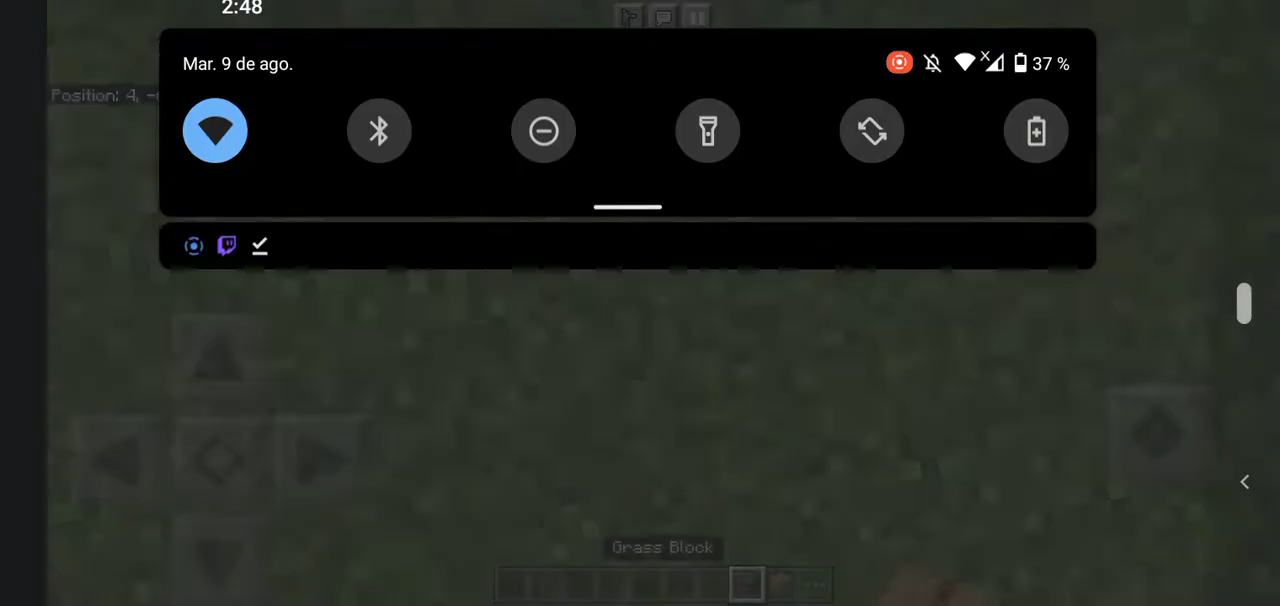 2:48
Mar. 9 de ago.
37 %
Position: 4,
Grass Block